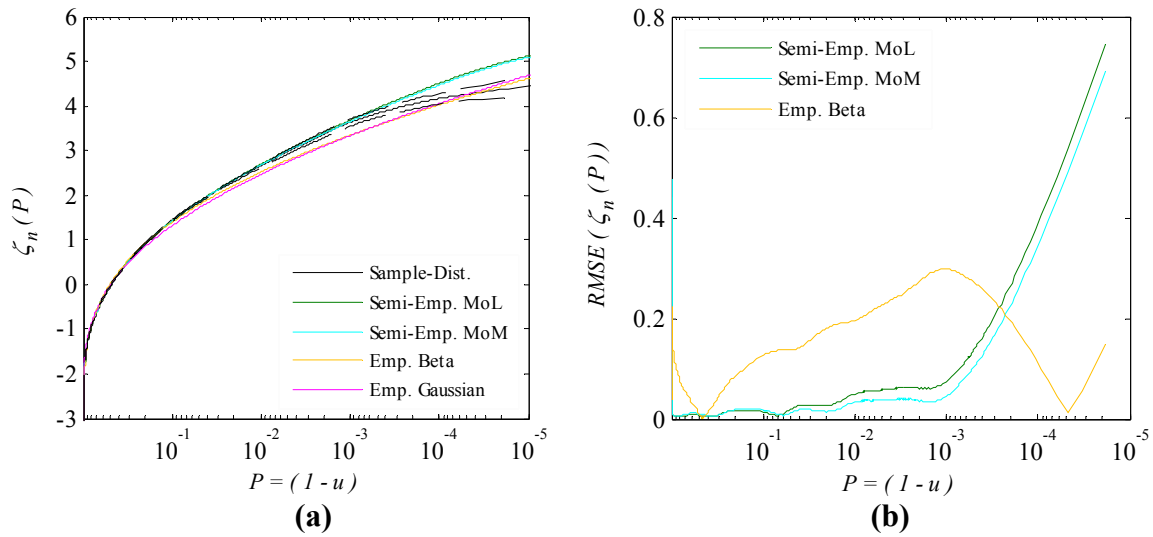 6
5
4
3
2
1
0
-1
-2
-3
ζn(P)
Sample-Dist.
Semi-Emp. MoL
Semi-Emp. MoM
Emp. Beta
Emp. Gaussian
10^-1 10^-2 10^-3 10^-4 10^-5
P = ( 1 - u )
(a)
0.8
0.6
0.4
0.2
0
RMSE ( ζn (P))
Semi-Emp. MoL
Semi-Emp. MoM
Emp. Beta
10^-1 10^-2 10^-3 10^-4 10^-5
P = ( 1 - u )
(b)